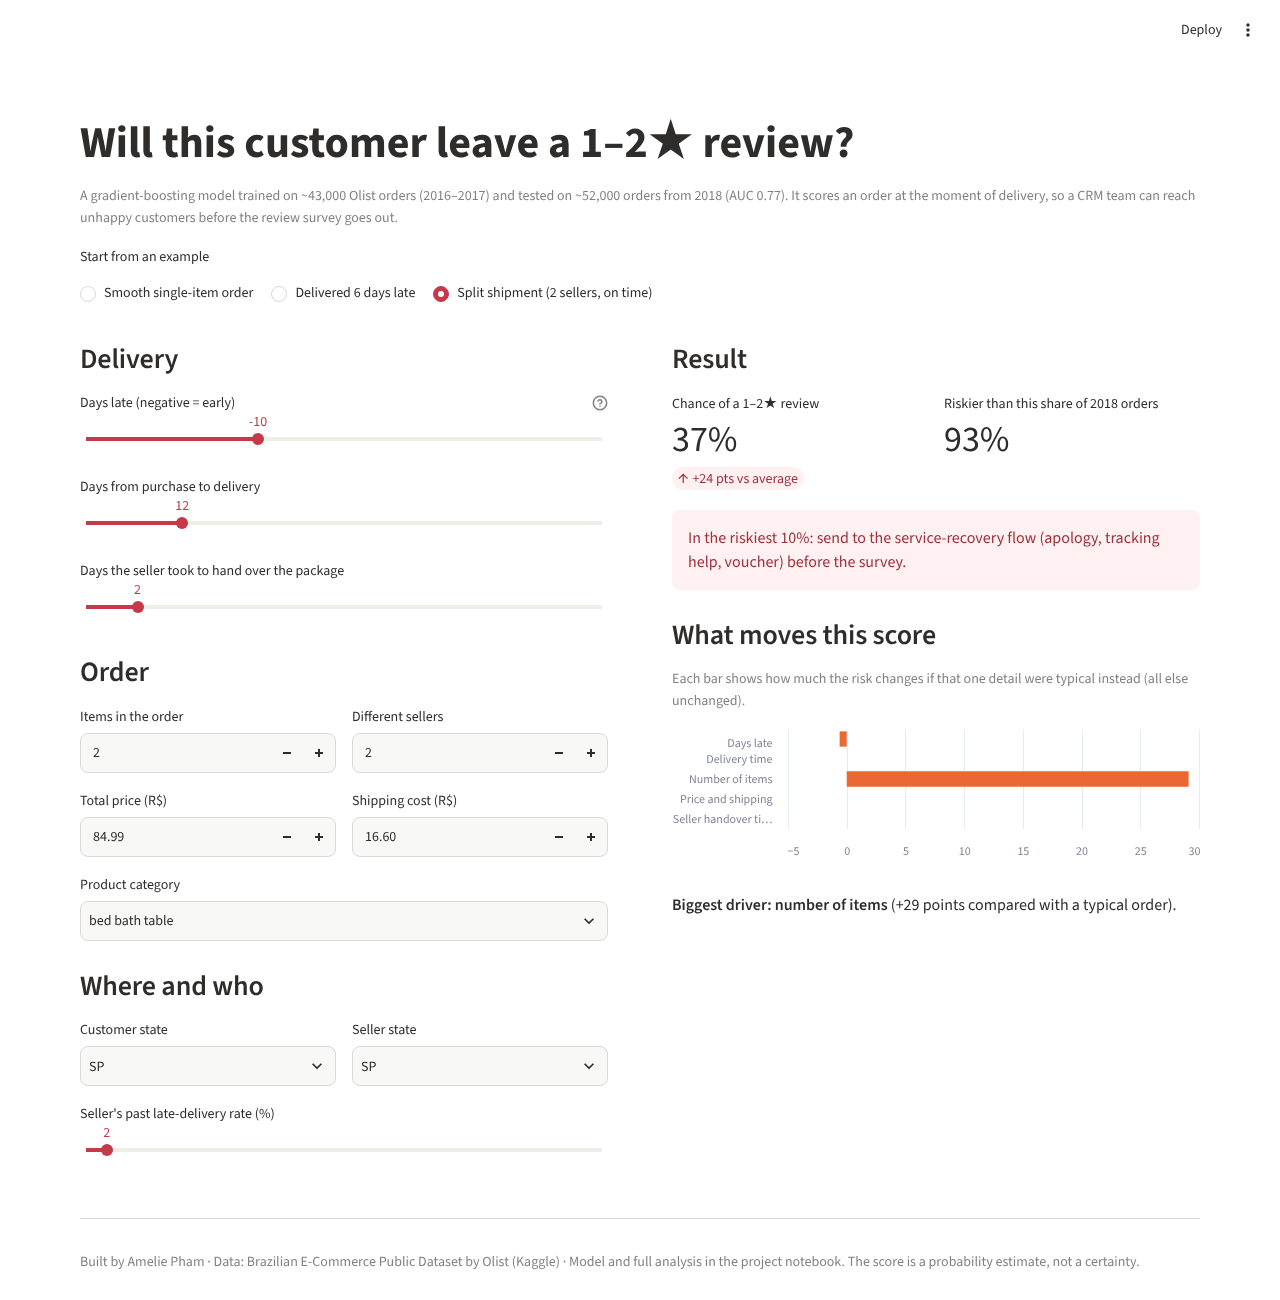 Deploy
Will this customer leave a 1–2★ review?
A gradient-boosting model trained on ~43,000 Olist orders (2016–2017) and tested on ~52,000 orders from 2018 (AUC 0.77). It scores an order at the moment of delivery, so a CRM team can reach
unhappy customers before the review survey goes out.
Start from an example
Smooth single-item order
Delivered 6 days late
Split shipment (2 sellers, on time)
Delivery
Days late (negative = early)
-10
Days from purchase to delivery
12
Days the seller took to hand over the package
2
Order
Items in the order
Different sellers
2
2
Total price (R$)
Shipping cost (R$)
84.99
16.60
Product category
bed bath table
Where and who
Customer state
Seller state
SP
SP
Seller's past late-delivery rate (%)
2
Result
Chance of a 1–2★ review
Riskier than this share of 2018 orders
37%
93%
↑ +24 pts vs average
In the riskiest 10%: send to the service-recovery flow (apology, tracking
help, voucher) before the survey.
What moves this score
Each bar shows how much the risk changes if that one detail were typical instead (all else
unchanged).
Days late
Delivery time
Number of items
Price and shipping
Seller handover ti…
−5 0 5 10 15 20 25 30
Biggest driver: number of items (+29 points compared with a typical order).
Built by Amelie Pham · Data: Brazilian E-Commerce Public Dataset by Olist (Kaggle) · Model and full analysis in the project notebook. The score is a probability estimate, not a certainty.